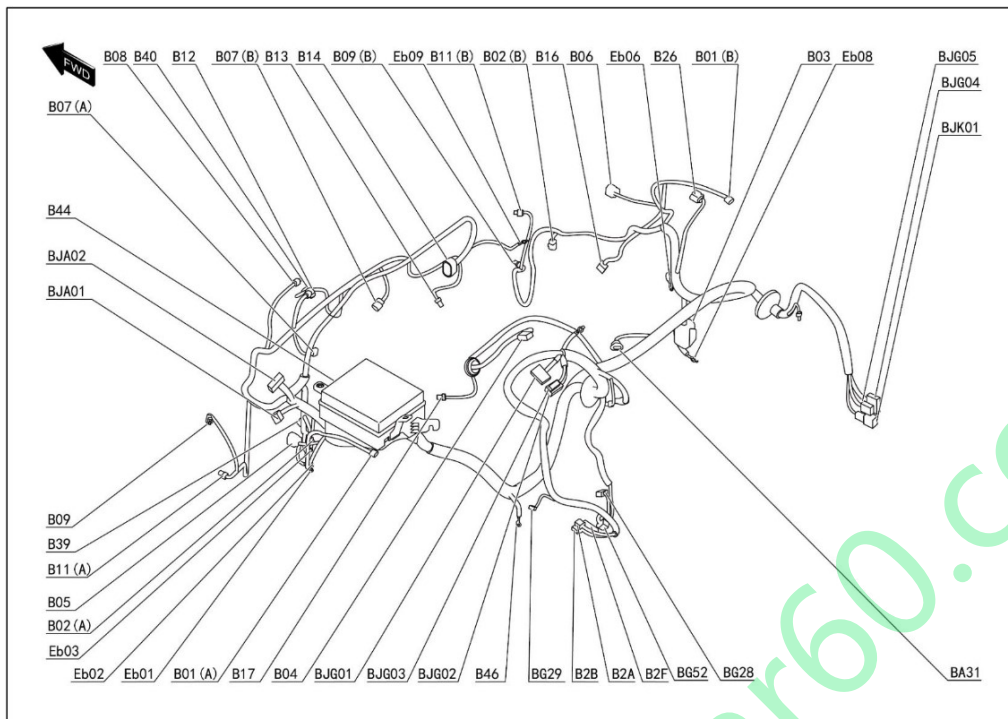 FWD
B08 B40 B12 B07(B) B13 B14 B09(B) Eb09 B11(B) B02(B) B16 B06 Eb06 B26 B01(B) B03 Eb08 BJG05
BJG04
B07(A) BJK01
B44
BJA02
BJA01
B09
B39
B11(A)
B05
B02(A)
Eb03
Eb02 Eb01 B01(A) B17 B04 BJG01 BJG03 BJG02 B46 BG29 B2B B2A B2F BG52 BG28 BA31